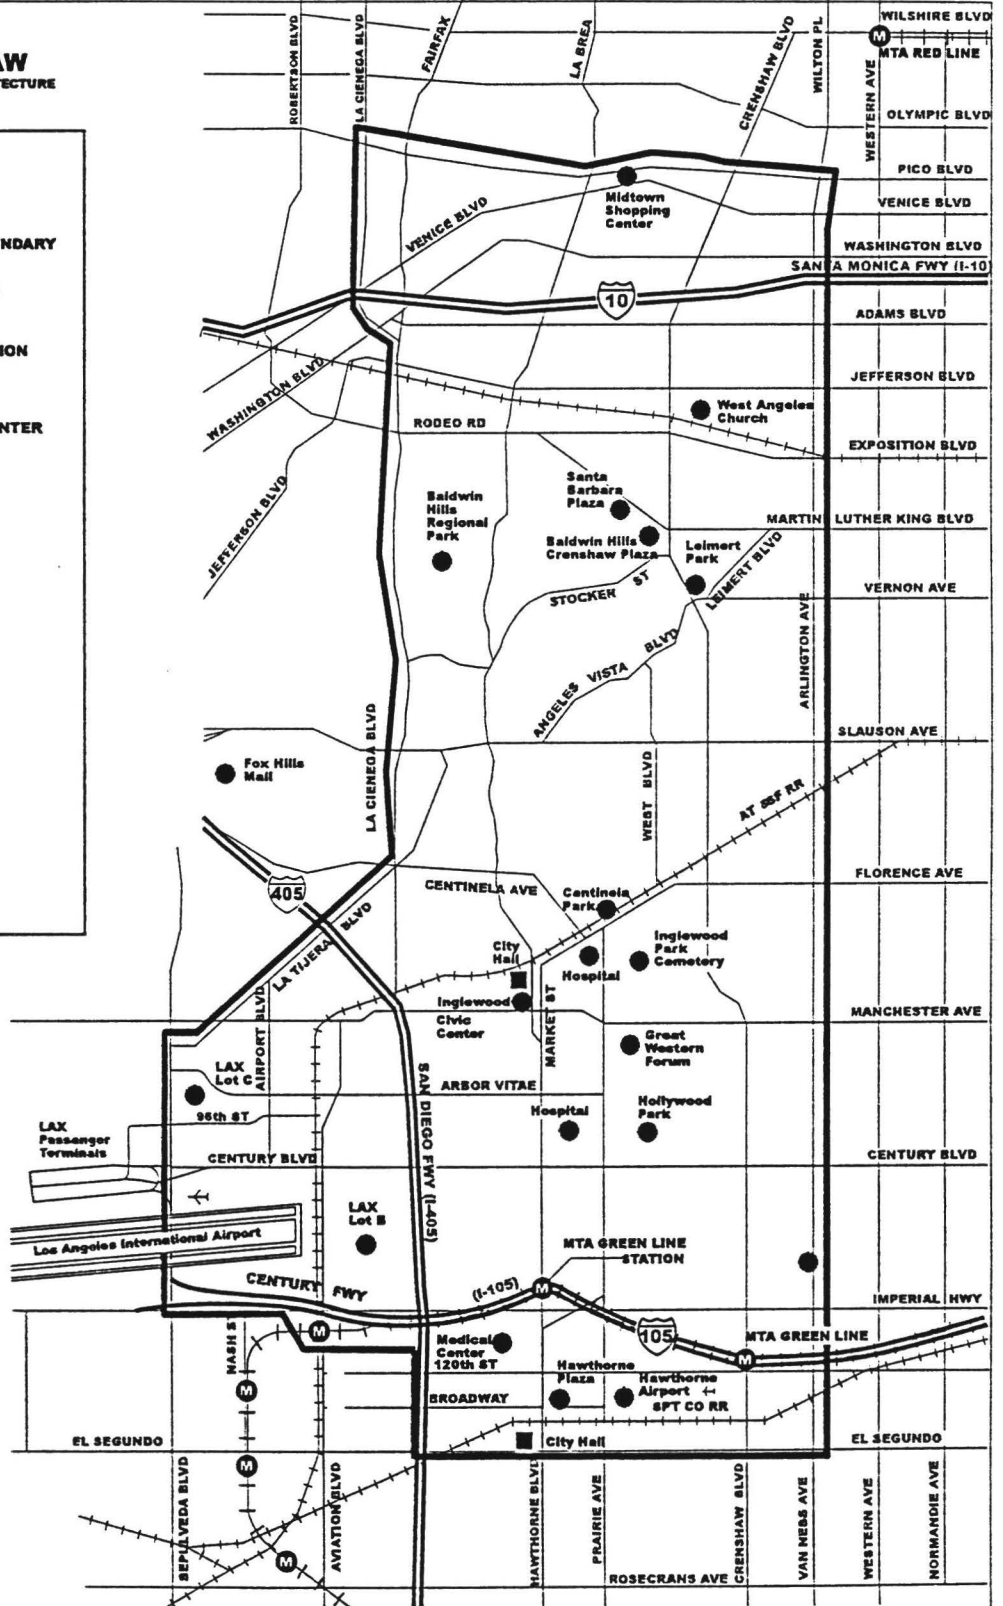 AW
TECTURE
NDARY
ION
NTER
ROBERTSON BLVD
LA CIENEGA BLVD
FAIRFAX
LA BREA
CRENSHAW BLVD
WILTON PL
WESTERN AVE
WILSHIRE BLVD
M
MTA RED LINE
OLYMPIC BLVD
PICO BLVD
Midtown
Shopping
Center
VENICE BLVD
VENICE BLVD
WASHINGTON BLVD
SANTA MONICA FWY (I-10)
10
ADAMS BLVD
JEFFERSON BLVD
WASHINGTON BLVD
West Angeles
Church
RODEO RD
EXPOSITION BLVD
Santa
Barbara
Plaza
Baldwin
Hills
Regional
Park
JEFFERSON BLVD
MARTIN LUTHER KING BLVD
Baldwin Hills
Crenshaw Plaza
Leimert
Park
LEIMERT BLVD
STOCKER ST
VERNON AVE
ARLINGTON AVE
ANGELES VISTA BLVD
SLAUSON AVE
LA CIENEGA BLVD
Fox Hills
Mall
WEST BLVD
AT &SF RR
FLORENCE AVE
405
CENTINELA AVE
Centinela
Park
LA TIJERA BLVD
City
Hall
Inglewood
Park
Cemetery
Hospital
Inglewood
Civic
Center
MARKET ST
AIRPORT BLVD
MANCHESTER AVE
Great
Western
Forum
LAX
Lot C
ARBOR VITAE
SAN DIEGO FWY (I-405)
96th ST
Hospital
Hollywood
Park
LAX
Passenger
Terminals
CENTURY BLVD
CENTURY BLVD
LAX
Lot B
Los Angeles International Airport
MTA GREEN LINE
STATION
CENTURY FWY
(I-105)
M
IMPERIAL HWY
NASH ST
M
105
MTA GREEN LINE
M
Medical
Center
120th ST
Hawthorne
Plaza
Hawthorne
Airport
M
BROADWAY
SPT CO RR
EL SEGUNDO
City Hall
EL SEGUNDO
M
SEPULVEDA BLVD
AVIATION BLVD
HAWTHORNE BLVD
PRAIRIE AVE
CRENSHAW BLVD
VAN NESS AVE
WESTERN AVE
NORMANDIE AVE
M
ROSECRANS AVE